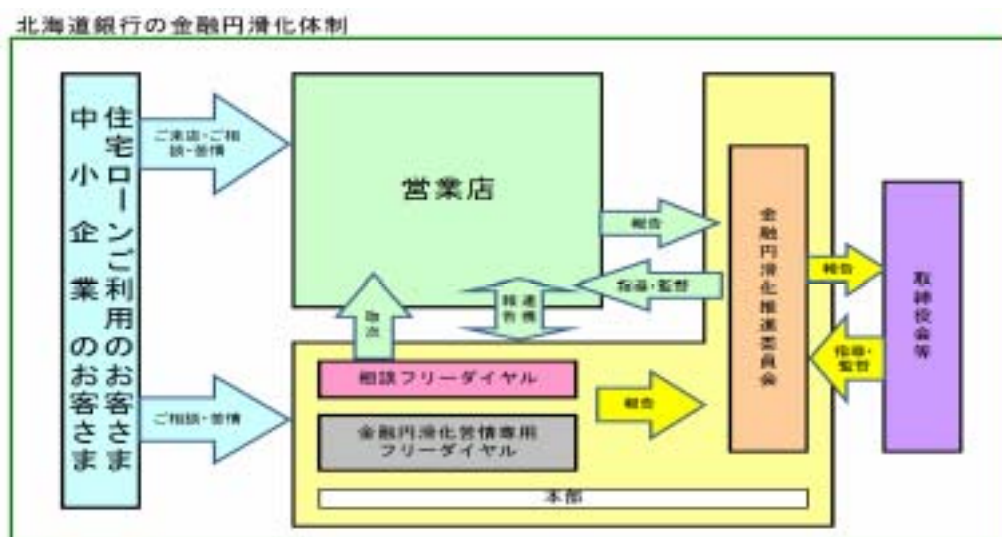 北海道銀行の金融円滑化体制
住宅ローンご利用のお客さま
中小企業のお客さま
ご来店・ご相
談・苦情
営業店
報告
指導・監督
取次
連携
報告
相談フリーダイヤル
ご相談・苦情
金融円滑化苦情専用
フリーダイヤル
報告
本部
金融円滑化推進委員会
報告
指導・
監督
取締役会等